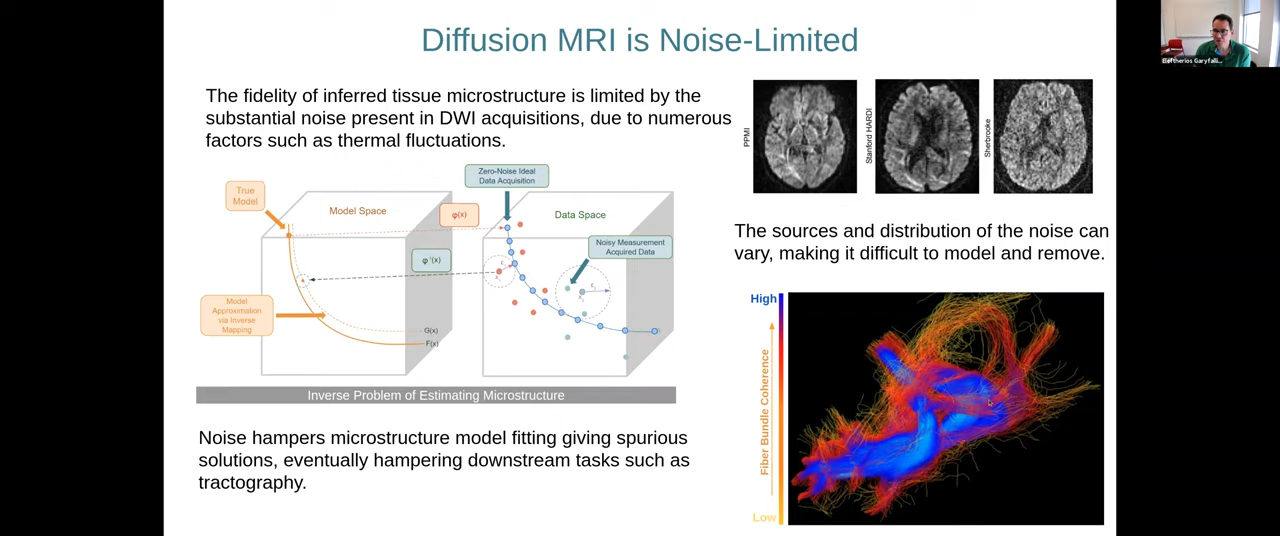 Diffusion MRI is Noise-Limited
Eleftherios Garyfalli...
The fidelity of inferred tissue microstructure is limited by the
substantial noise present in DWI acquisitions, due to numerous
factors such as thermal fluctuations.
PPMI
Stanford HARDI
Sherbrooke
Zero-Noise Ideal
Data Acquisition
True
Model
Model Space
φ(x)
Data Space
Noisy Measurement
Acquired Data
φ⁻¹(x)
Model
Approximation
via Inverse
Mapping
G(x)
F(x)
Inverse Problem of Estimating Microstructure
The sources and distribution of the noise can
vary, making it difficult to model and remove.
High
Fiber Bundle Coherence
Low
Noise hampers microstructure model fitting giving spurious
solutions, eventually hampering downstream tasks such as
tractography.